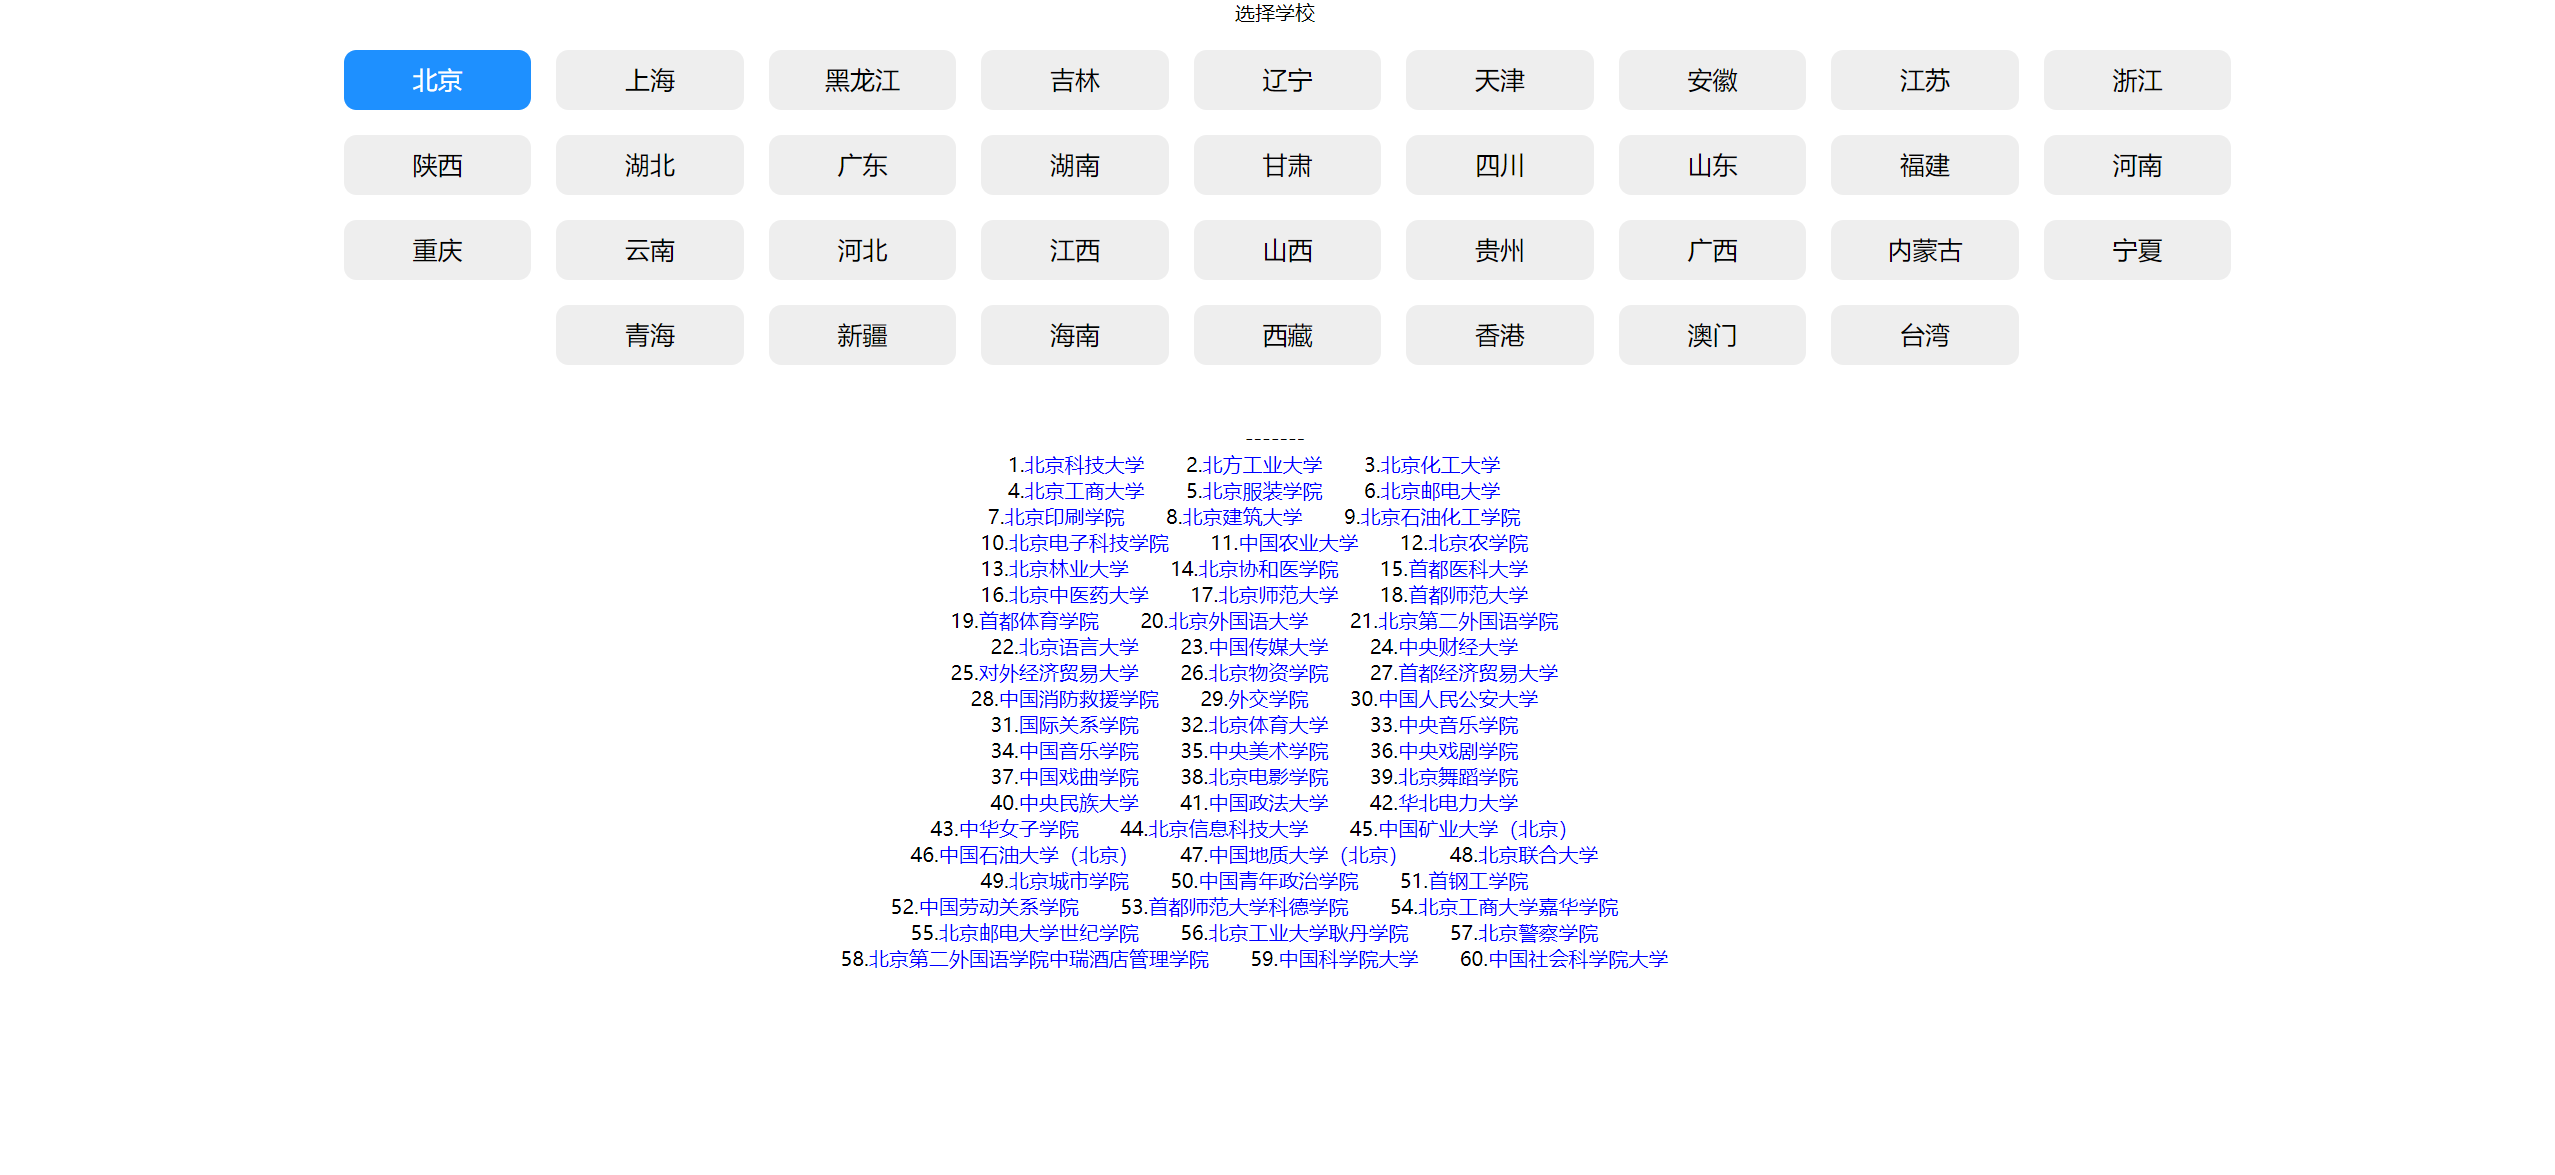 选择学校
北京 上海 黑龙江 吉林 辽宁 天津 安徽 江苏 浙江
陕西 湖北 广东 湖南 甘肃 四川 山东 福建 河南
重庆 云南 河北 江西 山西 贵州 广西 内蒙古 宁夏
青海 新疆 海南 西藏 香港 澳门 台湾
-------
1.北京科技大学 2.北方工业大学 3.北京化工大学
4.北京工商大学 5.北京服装学院 6.北京邮电大学
7.北京印刷学院 8.北京建筑大学 9.北京石油化工学院
10.北京电子科技学院 11.中国农业大学 12.北京农学院
13.北京林业大学 14.北京协和医学院 15.首都医科大学
16.北京中医药大学 17.北京师范大学 18.首都师范大学
19.首都体育学院 20.北京外国语大学 21.北京第二外国语学院
22.北京语言大学 23.中国传媒大学 24.中央财经大学
25.对外经济贸易大学 26.北京物资学院 27.首都经济贸易大学
28.中国消防救援学院 29.外交学院 30.中国人民公安大学
31.国际关系学院 32.北京体育大学 33.中央音乐学院
34.中国音乐学院 35.中央美术学院 36.中央戏剧学院
37.中国戏曲学院 38.北京电影学院 39.北京舞蹈学院
40.中央民族大学 41.中国政法大学 42.华北电力大学
43.中华女子学院 44.北京信息科技大学 45.中国矿业大学（北京）
46.中国石油大学（北京） 47.中国地质大学（北京） 48.北京联合大学
49.北京城市学院 50.中国青年政治学院 51.首钢工学院
52.中国劳动关系学院 53.首都师范大学科德学院 54.北京工商大学嘉华学院
55.北京邮电大学世纪学院 56.北京工业大学耿丹学院 57.北京警察学院
58.北京第二外国语学院中瑞酒店管理学院 59.中国科学院大学 60.中国社会科学院大学